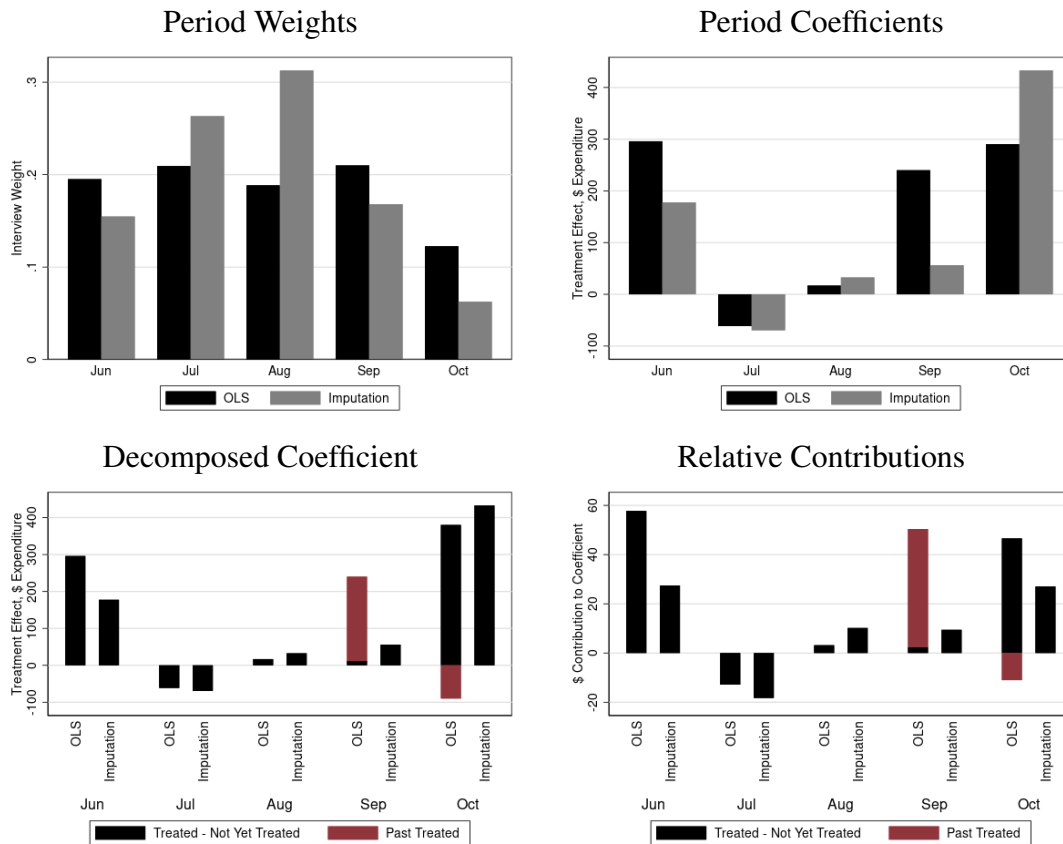 Period Weights
Interview Weight
.3
.2
.1
0
Jun Jul Aug Sep Oct
OLS Imputation
Period Coefficients
Treatment Effect, $ Expenditure
400
300
200
100
0
-100
Jun Jul Aug Sep Oct
OLS Imputation
Decomposed Coefficient
Treatment Effect, $ Expenditure
400
300
200
100
0
-100
OLS Imputation OLS Imputation OLS Imputation OLS Imputation OLS Imputation
Jun Jul Aug Sep Oct
Treated - Not Yet Treated Past Treated
Relative Contributions
$ Contribution to Coefficient
60
40
20
0
-20
OLS Imputation OLS Imputation OLS Imputation OLS Imputation OLS Imputation
Jun Jul Aug Sep Oct
Treated - Not Yet Treated Past Treated